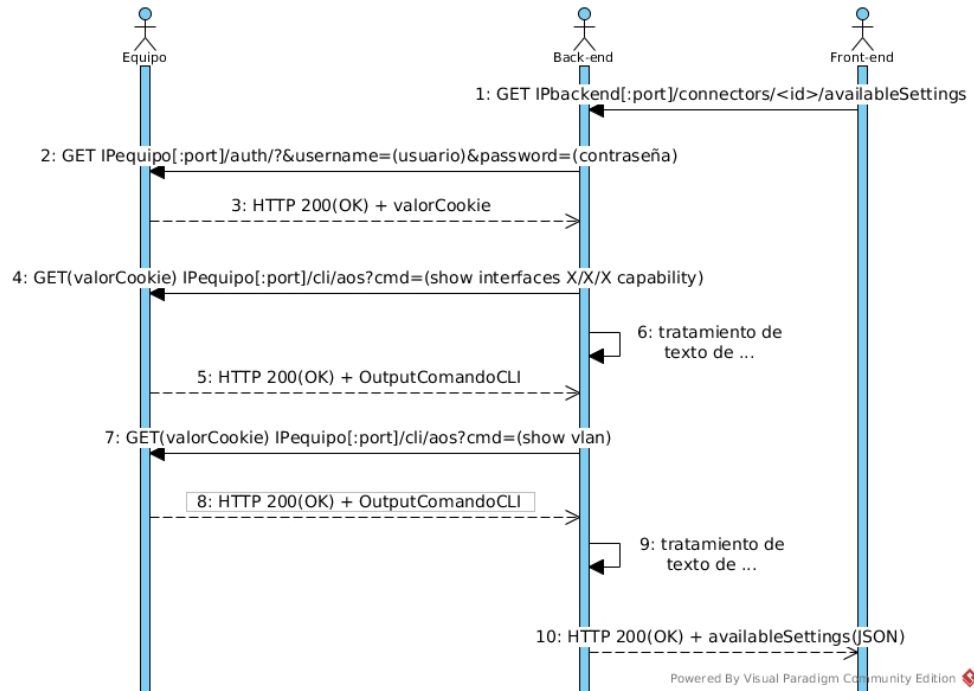 Equipo
Back-end
Front-end
1: GET IPbackend[:port]/connectors/<id>/availableSettings
2: GET IPequipo[:port]/auth/?&username=(usuario)&password=(contraseña)
3: HTTP 200(OK) + valorCookie
4: GET(valorCookie) IPequipo[:port]/cli/aos?cmd=(show interfaces X/X/X capability)
6: tratamiento de
texto de ...
5: HTTP 200(OK) + OutputComandoCLI
7: GET(valorCookie) IPequipo[:port]/cli/aos?cmd=(show vlan)
8: HTTP 200(OK) + OutputComandoCLI
9: tratamiento de
texto de ...
10: HTTP 200(OK) + availableSettings(JSON)
Powered By Visual Paradigm Community Edition